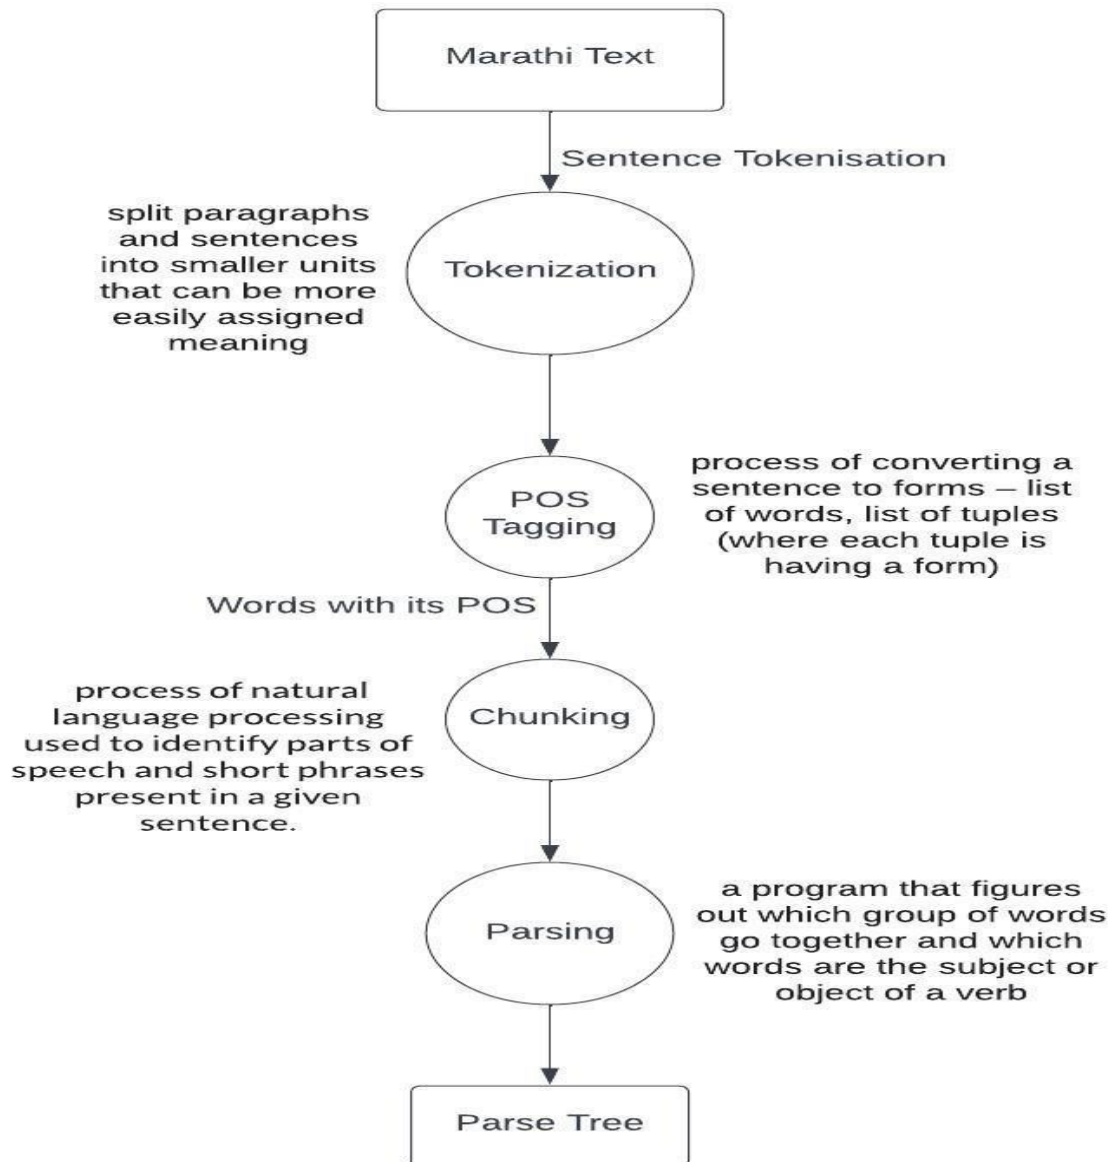 Marathi Text
Sentence Tokenisation
split paragraphs
and sentences
into smaller units
that can be more
easily assigned
meaning
Tokenization
POS
Tagging
process of converting a
sentence to forms – list
of words, list of tuples
(where each tuple is
having a form)
Words with its POS
process of natural
language processing
used to identify parts of
speech and short phrases
present in a given
sentence.
Chunking
Parsing
a program that figures
out which group of words
go together and which
words are the subject or
object of a verb
Parse Tree